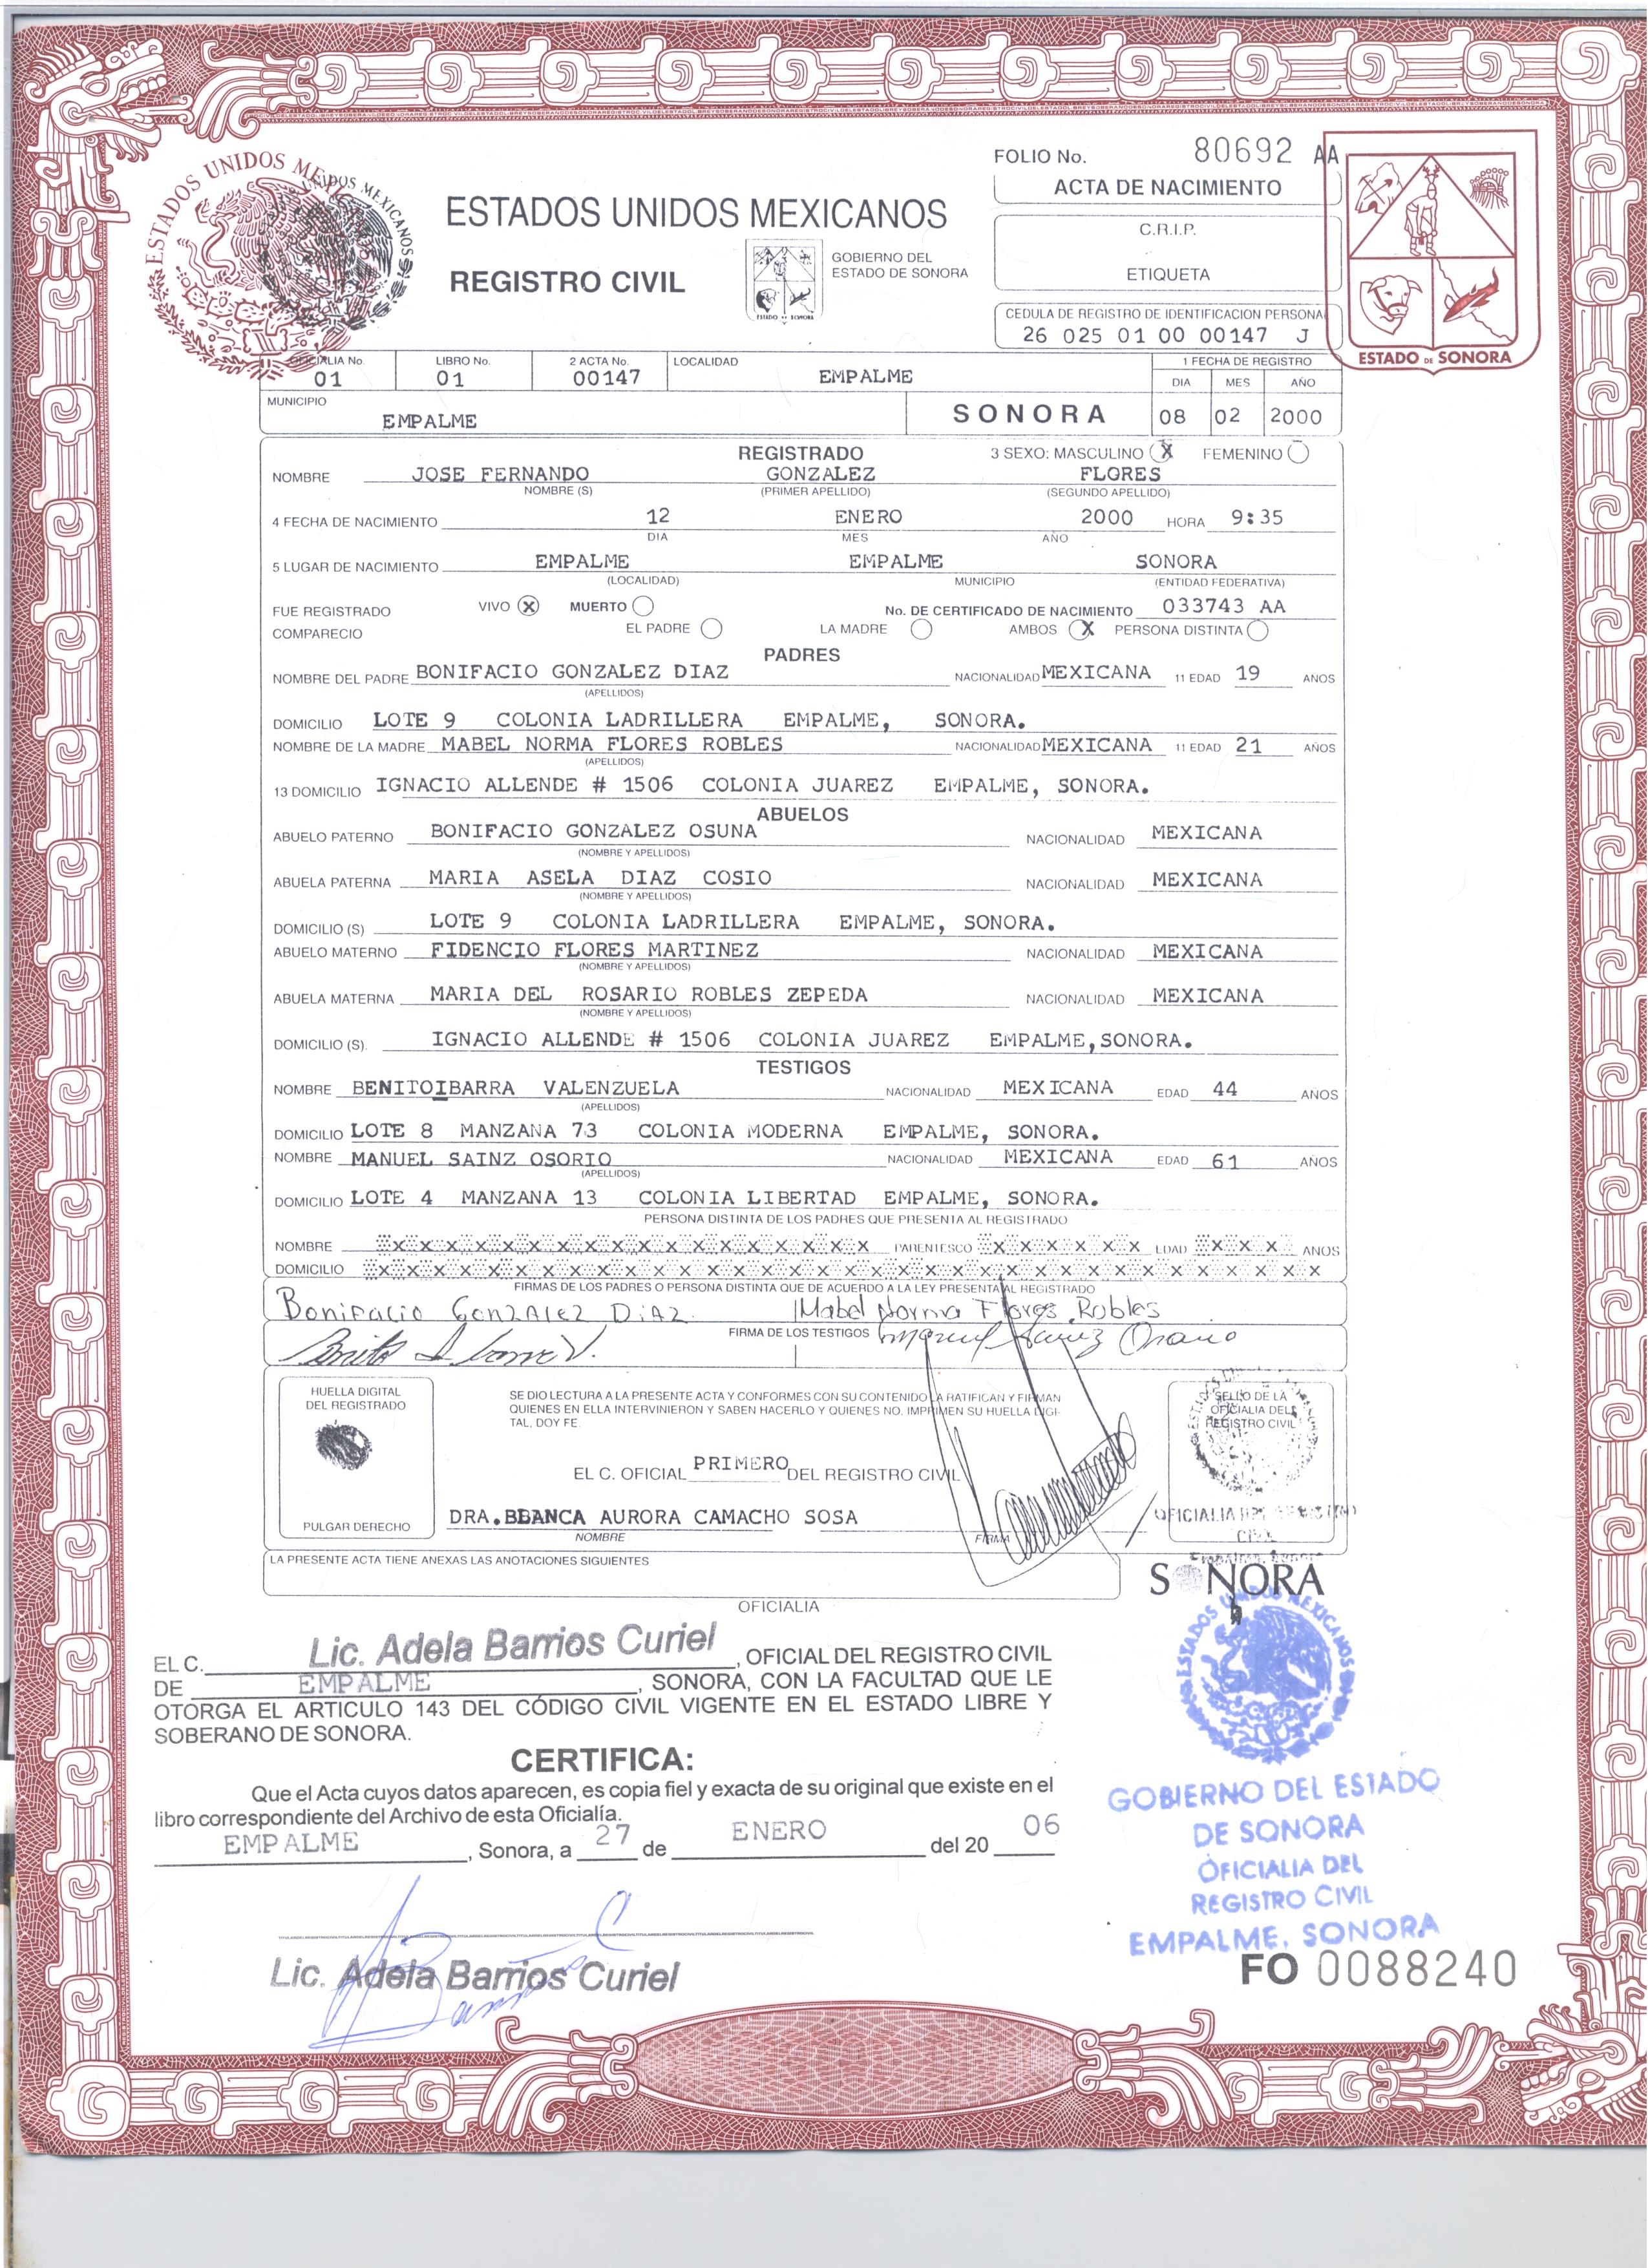 FOLIO No. 80692 AA
ACTA DE NACIMIENTO
ESTADOS UNIDOS MEXICANOS
ESTADOS UNIDOS MEXICANOS
C.R.I.P.
GOBIERNO DEL
ESTADO DE SONORA
REGISTRO CIVIL
ETIQUETA
ESTADO DE SONORA
CEDULA DE REGISTRO DE IDENTIFICACION PERSONAL
26 025 01 00 00147 J
ESTADO DE SONORA
OFICIALIA No. LIBRO No. 2 ACTA No. LOCALIDAD 1 FECHA DE REGISTRO
01 01 00147 EMPALME
DIA MES AÑO
MUNICIPIO
EMPALME SONORA 08 02 2000
REGISTRADO 3 SEXO: MASCULINO X FEMENINO
NOMBRE JOSE FERNANDO GONZALEZ FLORES
NOMBRE (S) (PRIMER APELLIDO) (SEGUNDO APELLIDO)
4 FECHA DE NACIMIENTO 12 ENERO 2000 HORA 9:35
DIA MES AÑO
5 LUGAR DE NACIMIENTO EMPALME EMPALME SONORA
(LOCALIDAD) MUNICIPIO (ENTIDAD FEDERATIVA)
FUE REGISTRADO VIVO X MUERTO No. DE CERTIFICADO DE NACIMIENTO 033743 AA
COMPARECIO EL PADRE LA MADRE AMBOS X PERSONA DISTINTA
PADRES
NOMBRE DEL PADRE BONIFACIO GONZALEZ DIAZ NACIONALIDAD MEXICANA 11 EDAD 19 AÑOS
(APELLIDOS)
DOMICILIO LOTE 9 COLONIA LADRILLERA EMPALME, SONORA.
NOMBRE DE LA MADRE MABEL NORMA FLORES ROBLES NACIONALIDAD MEXICANA 11 EDAD 21 AÑOS
(APELLIDOS)
13 DOMICILIO IGNACIO ALLENDE # 1506 COLONIA JUAREZ EMPALME, SONORA.
ABUELOS
ABUELO PATERNO BONIFACIO GONZALEZ OSUNA NACIONALIDAD MEXICANA
(NOMBRE Y APELLIDOS)
ABUELA PATERNA MARIA ASELA DIAZ COSIO NACIONALIDAD MEXICANA
(NOMBRE Y APELLIDOS)
DOMICILIO (S) LOTE 9 COLONIA LADRILLERA EMPALME, SONORA.
ABUELO MATERNO FIDENCIO FLORES MARTINEZ NACIONALIDAD MEXICANA
(NOMBRE Y APELLIDOS)
ABUELA MATERNA MARIA DEL ROSARIO ROBLES ZEPEDA NACIONALIDAD MEXICANA
(NOMBRE Y APELLIDOS)
DOMICILIO (S). IGNACIO ALLENDE # 1506 COLONIA JUAREZ EMPALME,SONORA.
TESTIGOS
NOMBRE BENITOIBARRA VALENZUELA NACIONALIDAD MEXICANA EDAD 44 AÑOS
(APELLIDOS)
DOMICILIO LOTE 8 MANZANA 73 COLONIA MODERNA EMPALME, SONORA.
NOMBRE MANUEL SAINZ OSORIO NACIONALIDAD MEXICANA EDAD 61 AÑOS
(APELLIDOS)
DOMICILIO LOTE 4 MANZANA 13 COLONIA LIBERTAD EMPALME, SONORA.
PERSONA DISTINTA DE LOS PADRES QUE PRESENTA AL REGISTRADO
NOMBRE PARENTESCO EDAD AÑOS
DOMICILIO
FIRMAS DE LOS PADRES O PERSONA DISTINTA QUE DE ACUERDO A LA LEY PRESENTA AL REGISTRADO
Bonifacio GonzAlez DiAz. Mabel Norma Flores Robles
FIRMA DE LOS TESTIGOS
HUELLA DIGITAL
DEL REGISTRADO
PULGAR DERECHO
SE DIO LECTURA A LA PRESENTE ACTA Y CONFORMES CON SU CONTENIDO LA RATIFICAN Y FIRMAN
QUIENES EN ELLA INTERVINIERON Y SABEN HACERLO Y QUIENES NO, IMPRIMEN SU HUELLA DIGI-
TAL, DOY FE.
EL C. OFICIAL PRIMERO DEL REGISTRO CIVIL
DRA.BBANCA AURORA CAMACHO SOSA
NOMBRE FIRMA
SELLO DE LA
OFICIALIA DEL
REGISTRO CIVIL
LA PRESENTE ACTA TIENE ANEXAS LAS ANOTACIONES SIGUIENTES
SONORA
OFICIALIA
ESTADOS UNIDOS MEXICANOS
EL C. Lic. Adela Barrios Curiel, OFICIAL DEL REGISTRO CIVIL
DE EMPALME, SONORA, CON LA FACULTAD QUE LE
OTORGA EL ARTICULO 143 DEL CÓDIGO CIVIL VIGENTE EN EL ESTADO LIBRE Y
SOBERANO DE SONORA.
CERTIFICA:
Que el Acta cuyos datos aparecen, es copia fiel y exacta de su original que existe en el
libro correspondiente del Archivo de esta Oficialía.
EMPALME, Sonora, a 27 de ENERO del 20 06
GOBIERNO DEL ESTADO
DE SONORA
OFICIALIA DEL
REGISTRO CIVIL
EMPALME, SONORA
Lic. Adela Barrios Curiel
FO 0088240